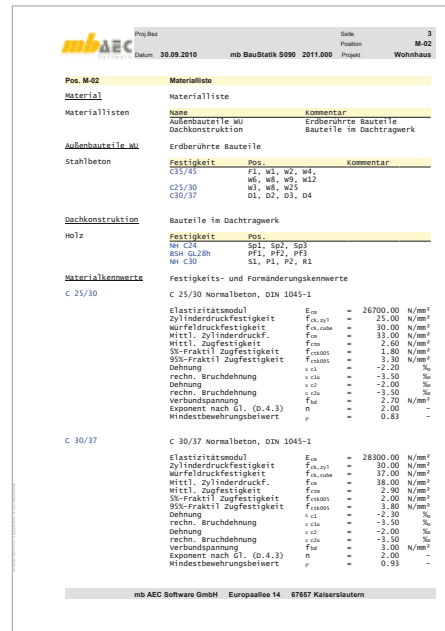 mb AEC
Proj.Bez Seite 3
Position M-02
Datum 30.09.2010 mb BauStatik S090 2011.000 Projekt Wohnhaus
Pos. M-02 Materialliste
Material Materialliste
Materiallisten Name Kommentar
Außenbauteile WU Erdberührte Bauteile
Dachkonstruktion Bauteile im Dachtragwerk
Außenbauteile WU Erdberührte Bauteile
Stahlbeton Festigkeit Pos. Kommentar
C35/45 F1, W1, W2, W4,
W6, W8, W9, W12
C25/30 W3, W8, W25
C30/37 D1, D2, D3, D4
Dachkonstruktion Bauteile im Dachtragwerk
Holz Festigkeit Pos.
NH C24 Sp1, Sp2, Sp3
BSH GL28h Pf1, Pf2, Pf3
NH C30 S1, P1, P2, R1
Materialkennwerte Festigkeits- und Formänderungskennwerte
C 25/30 C 25/30 Normalbeton, DIN 1045-1
Elastizitätsmodul Ecm = 26700.00 N/mm²
Zylinderdruckfestigkeit fck,zyl = 25.00 N/mm²
Würfeldruckfestigkeit fck,cube = 30.00 N/mm²
Mittl. Zylinderdruckf. fcm = 33.00 N/mm²
Mittl. Zugfestigkeit fctm = 2.60 N/mm²
5%-Fraktil Zugfestigkeit fctk005 = 1.80 N/mm²
95%-Fraktil Zugfestigkeit fctk095 = 3.30 N/mm²
Dehnung ε c1 = -2.20 ‰
rechn. Bruchdehnung ε c1u = -3.50 ‰
Dehnung ε c2 = -2.00 ‰
rechn. Bruchdehnung ε c2u = -3.50 ‰
Verbundspannung fbd = 2.70 N/mm²
Exponent nach Gl. (D.4.3) n = 2.00 -
Mindestbewehrungsbeiwert ρ = 0.83 -
C 30/37 C 30/37 Normalbeton, DIN 1045-1
Elastizitätsmodul Ecm = 28300.00 N/mm²
Zylinderdruckfestigkeit fck,zyl = 30.00 N/mm²
Würfeldruckfestigkeit fck,cube = 37.00 N/mm²
Mittl. Zylinderdruckf. fcm = 38.00 N/mm²
Mittl. Zugfestigkeit fctm = 2.90 N/mm²
5%-Fraktil Zugfestigkeit fctk005 = 2.00 N/mm²
95%-Fraktil Zugfestigkeit fctk095 = 3.80 N/mm²
Dehnung ε c1 = -2.30 ‰
rechn. Bruchdehnung ε c1u = -3.50 ‰
Dehnung ε c2 = -2.00 ‰
rechn. Bruchdehnung ε c2u = -3.50 ‰
Verbundspannung fbd = 3.00 N/mm²
Exponent nach Gl. (D.4.3) n = 2.00 -
Mindestbewehrungsbeiwert ρ = 0.93 -
mb AEC Software GmbH Europaallee 14 67657 Kaiserslautern